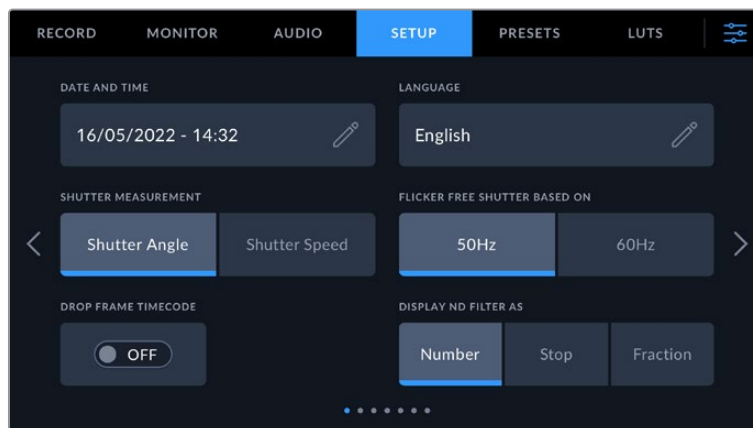 RECORD MONITOR AUDIO SETUP PRESETS LUTS
DATE AND TIME LANGUAGE
16/05/2022 - 14:32 English
SHUTTER MEASUREMENT FLICKER FREE SHUTTER BASED ON
Shutter Angle Shutter Speed 50Hz 60Hz
DROP FRAME TIMECODE DISPLAY ND FILTER AS
OFF Number Stop Fraction